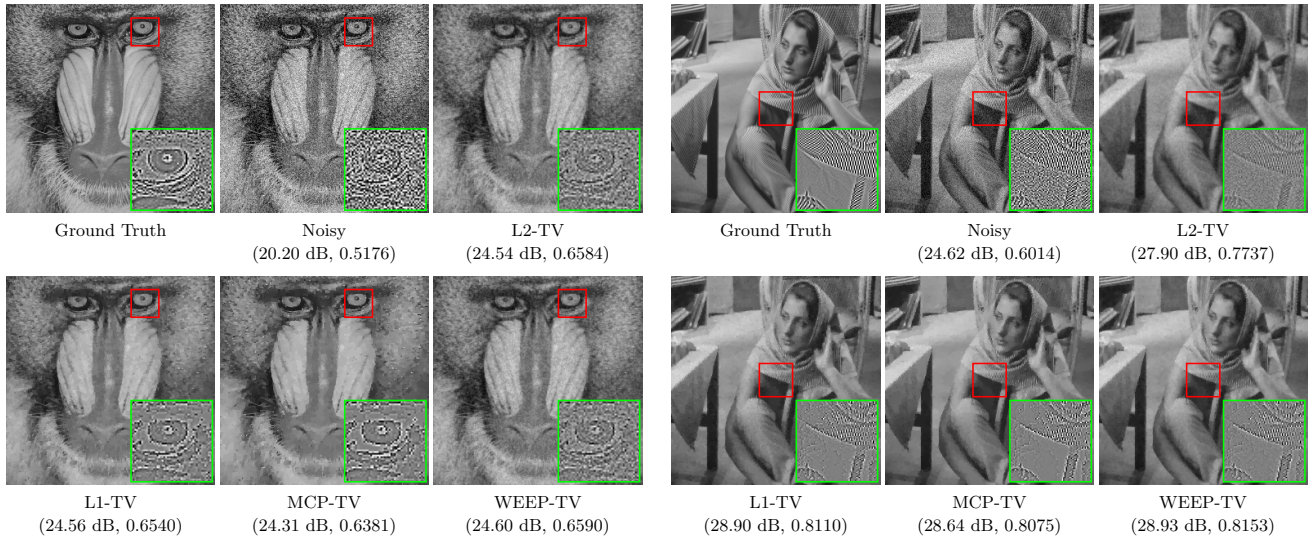 Ground Truth
Noisy
(20.20 dB, 0.5176)
L2-TV
(24.54 dB, 0.6584)
Ground Truth
Noisy
(24.62 dB, 0.6014)
L2-TV
(27.90 dB, 0.7737)
L1-TV
(24.56 dB, 0.6540)
MCP-TV
(24.31 dB, 0.6381)
WEEP-TV
(24.60 dB, 0.6590)
L1-TV
(28.90 dB, 0.8110)
MCP-TV
(28.64 dB, 0.8075)
WEEP-TV
(28.93 dB, 0.8153)